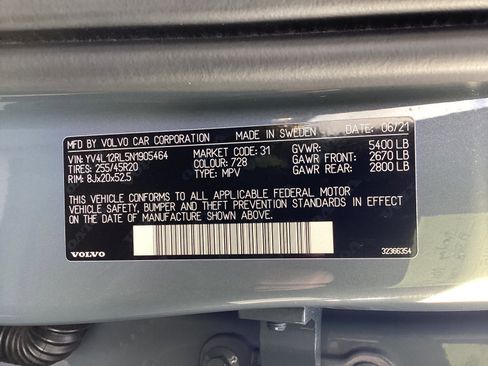 MFD. BY VOLVO CAR CORPORATION MADE IN SWEDEN DATE: 06/21
VIN: YV4L12RL5N1905464 MARKET CODE: 31 GVWR: 5400 LB
TIRES: 255/45R20 COLOUR: 728 GAWR FRONT: 2670 LB
RIM: 8Jx20x52,5 TYPE: MPV GAWR REAR: 2800 LB
THIS VEHICLE CONFORMS TO ALL APPLICABLE FEDERAL MOTOR
VEHICLE SAFETY, BUMPER AND THEFT PREVENTION STANDARDS IN EFFECT
ON THE DATE OF MANUFACTURE SHOWN ABOVE.
VOLVO 32366354